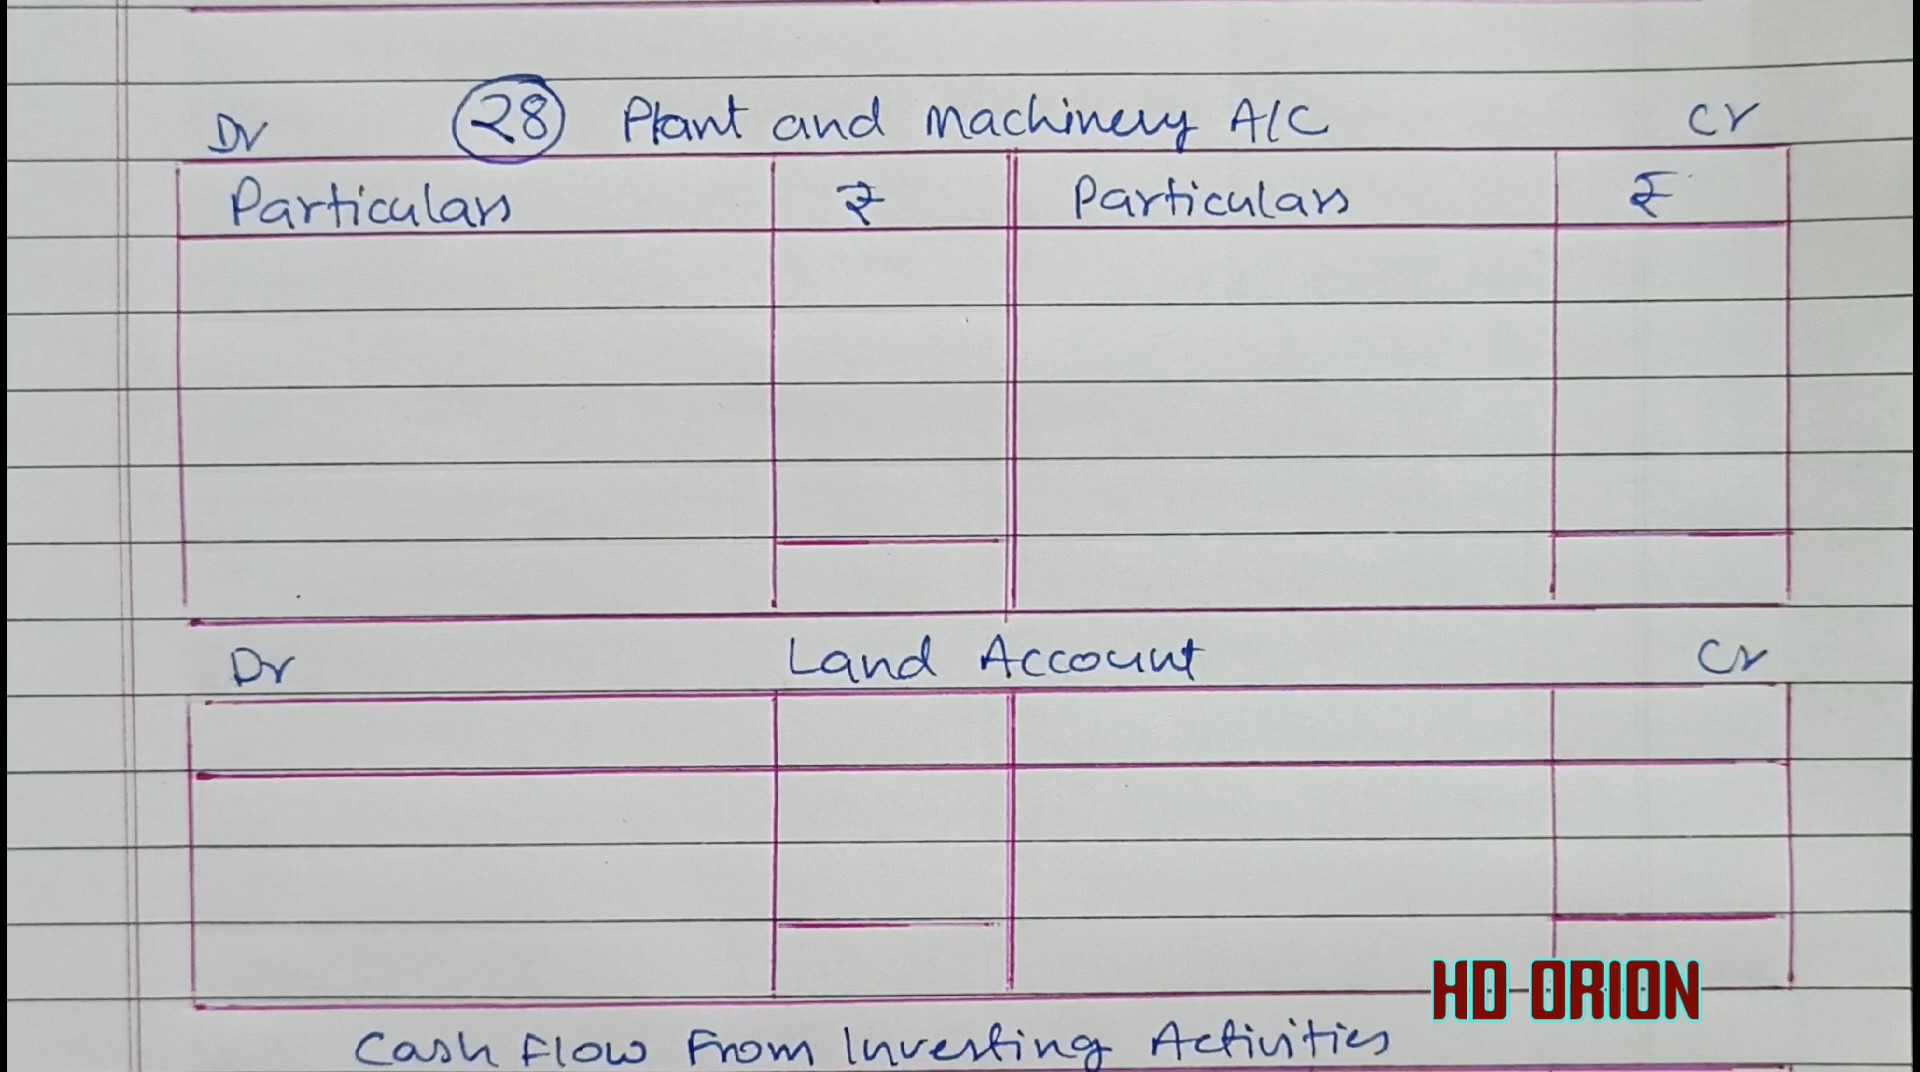 Dr 28 Plant and Machinery A/C Cr
Particulars ₹ Particulars ₹
Dr Land Account Cr
Cash Flow From Investing Activities
HD ORION